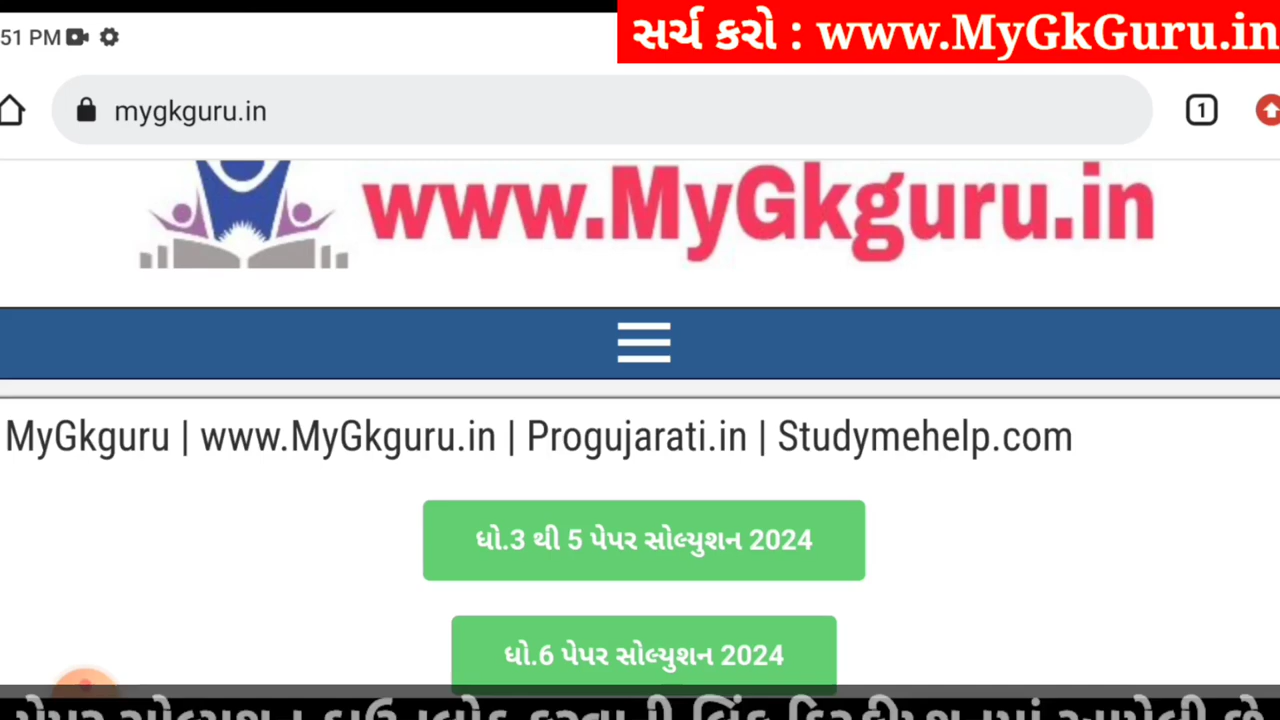 51 PM
સર્ચ કરો : www.MyGkGuru.in
mygkguru.in
1
www.MyGkguru.in
MyGkguru | www.MyGkguru.in | Progujarati.in | Studymehelp.com
ધો.3 થી 5 પેપર સોલ્યુશન 2024
ધો.6 પેપર સોલ્યુશન 2024